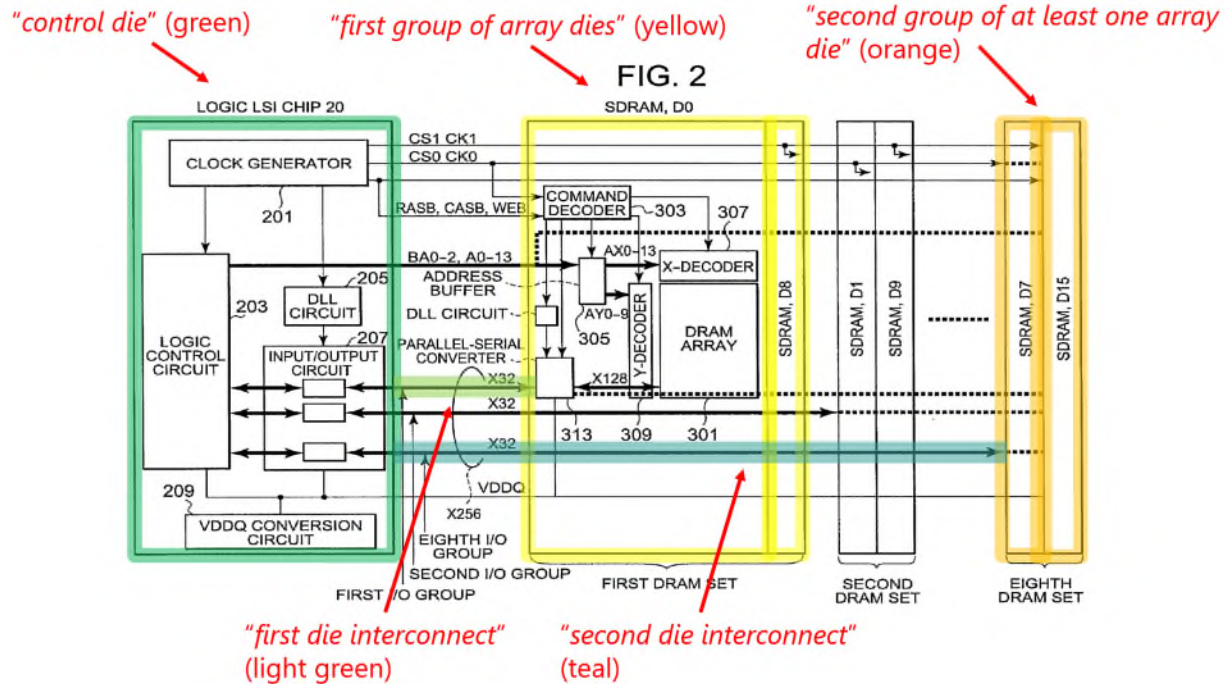 “control die” (green)
“first group of array dies” (yellow)
“second group of at least one array
die” (orange)
FIG. 2
LOGIC LSI CHIP 20
SDRAM, D0
CS1 CK1
CS0 CK0
CLOCK GENERATOR
201
RASB, CASB, WEB
COMMAND
DECODER
303
307
BA0-2, A0-13
AX0-13
X-DECODER
ADDRESS
BUFFER
305
AY0-9
205
DLL
CIRCUIT
DLL CIRCUIT
203
LOGIC
CONTROL
CIRCUIT
207
INPUT/OUTPUT
CIRCUIT
PARALLEL-SERIAL
CONVERTER
Y-DECODER
DRAM
ARRAY
SDRAM, D8
SDRAM, D1
SDRAM, D9
SDRAM, D7
SDRAM, D15
X32
X128
X32
313
309
301
X32
VDDQ
209
VDDQ CONVERSION
CIRCUIT
X256
EIGHTH I/O
GROUP
SECOND I/O GROUP
FIRST I/O GROUP
FIRST DRAM SET
SECOND
DRAM SET
EIGHTH
DRAM SET
“first die interconnect”
(light green)
“second die interconnect”
(teal)